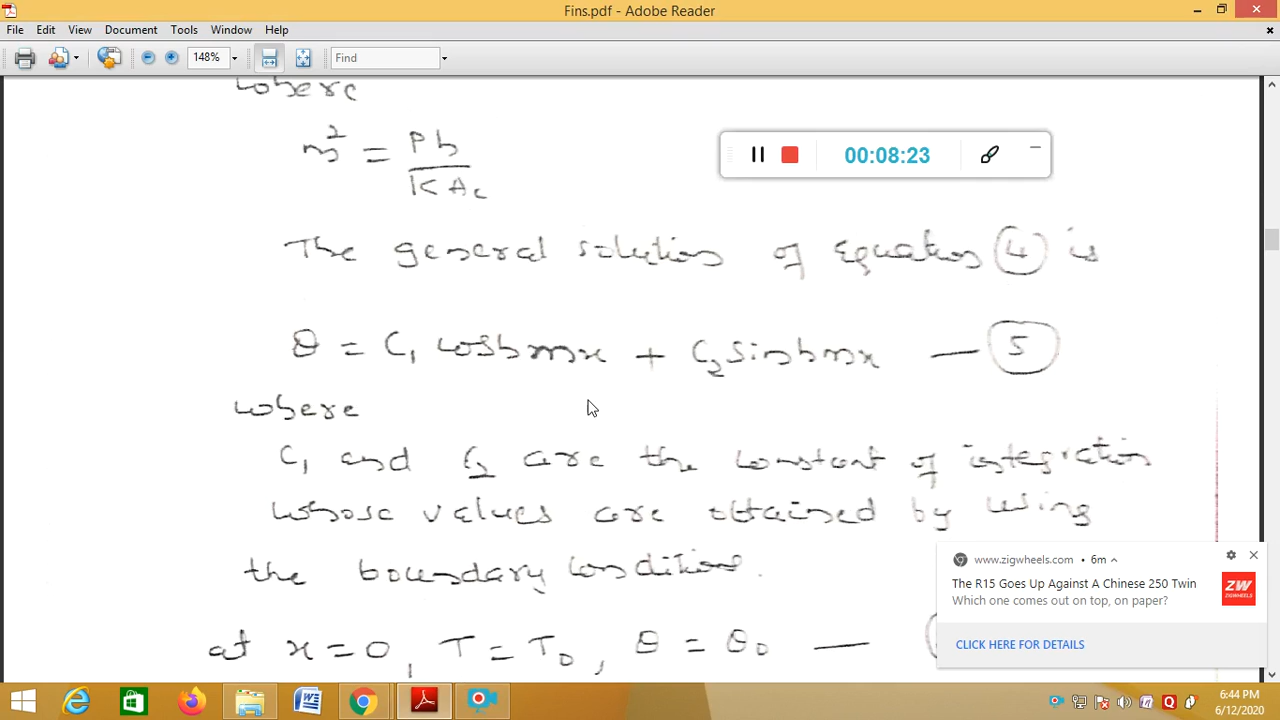 Fins.pdf - Adobe Reader
File Edit View Document Tools Window Help
148% Find
where
m² = Ph / KAc
00:08:23
The general solution of Equation 4 is
θ = C₁ coshmx + C₂ sinhmx — 5
where
C₁ and C₂ are the constant of integration
whose values are obtained by using
the boundary conditions.
at x=0, T=T₀, θ = θ₀ —
www.zigwheels.com • 6m
The R15 Goes Up Against A Chinese 250 Twin
Which one comes out on top, on paper?
ZW
ZIGWHEELS
CLICK HERE FOR DETAILS
6:44 PM
6/12/2020